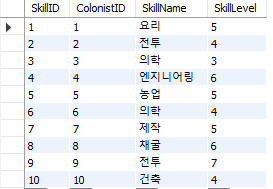 SkillID ColonistID SkillName SkillLevel
1 1 요리 5
2 2 전투 4
3 3 의학 3
4 4 엔지니어링 6
5 5 농업 5
6 6 의학 4
7 7 제작 5
8 8 채굴 6
9 9 전투 7
10 10 건축 4